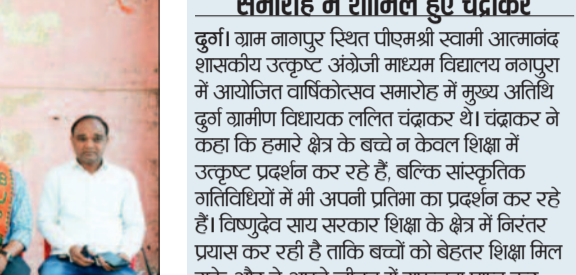 समारोह में शामिल हुए चंद्राकर
दुर्ग। ग्राम नागपुर स्थित पीएमश्री स्वामी आत्मानंद
शासकीय उत्कृष्ट अंग्रेजी माध्यम विद्यालय नगपुरा
में आयोजित वार्षिकोत्सव समारोह में मुख्य अतिथि
दुर्ग ग्रामीण विधायक ललित चंद्राकर थे। चंद्राकर ने
कहा कि हमारे क्षेत्र के बच्चे न केवल शिक्षा में
उत्कृष्ट प्रदर्शन कर रहे हैं, बल्कि सांस्कृतिक
गतिविधियों में भी अपनी प्रतिभा का प्रदर्शन कर रहे
हैं। विष्णुदेव साय सरकार शिक्षा के क्षेत्र में निरंतर
प्रयास कर रही है ताकि बच्चों को बेहतर शिक्षा मिल